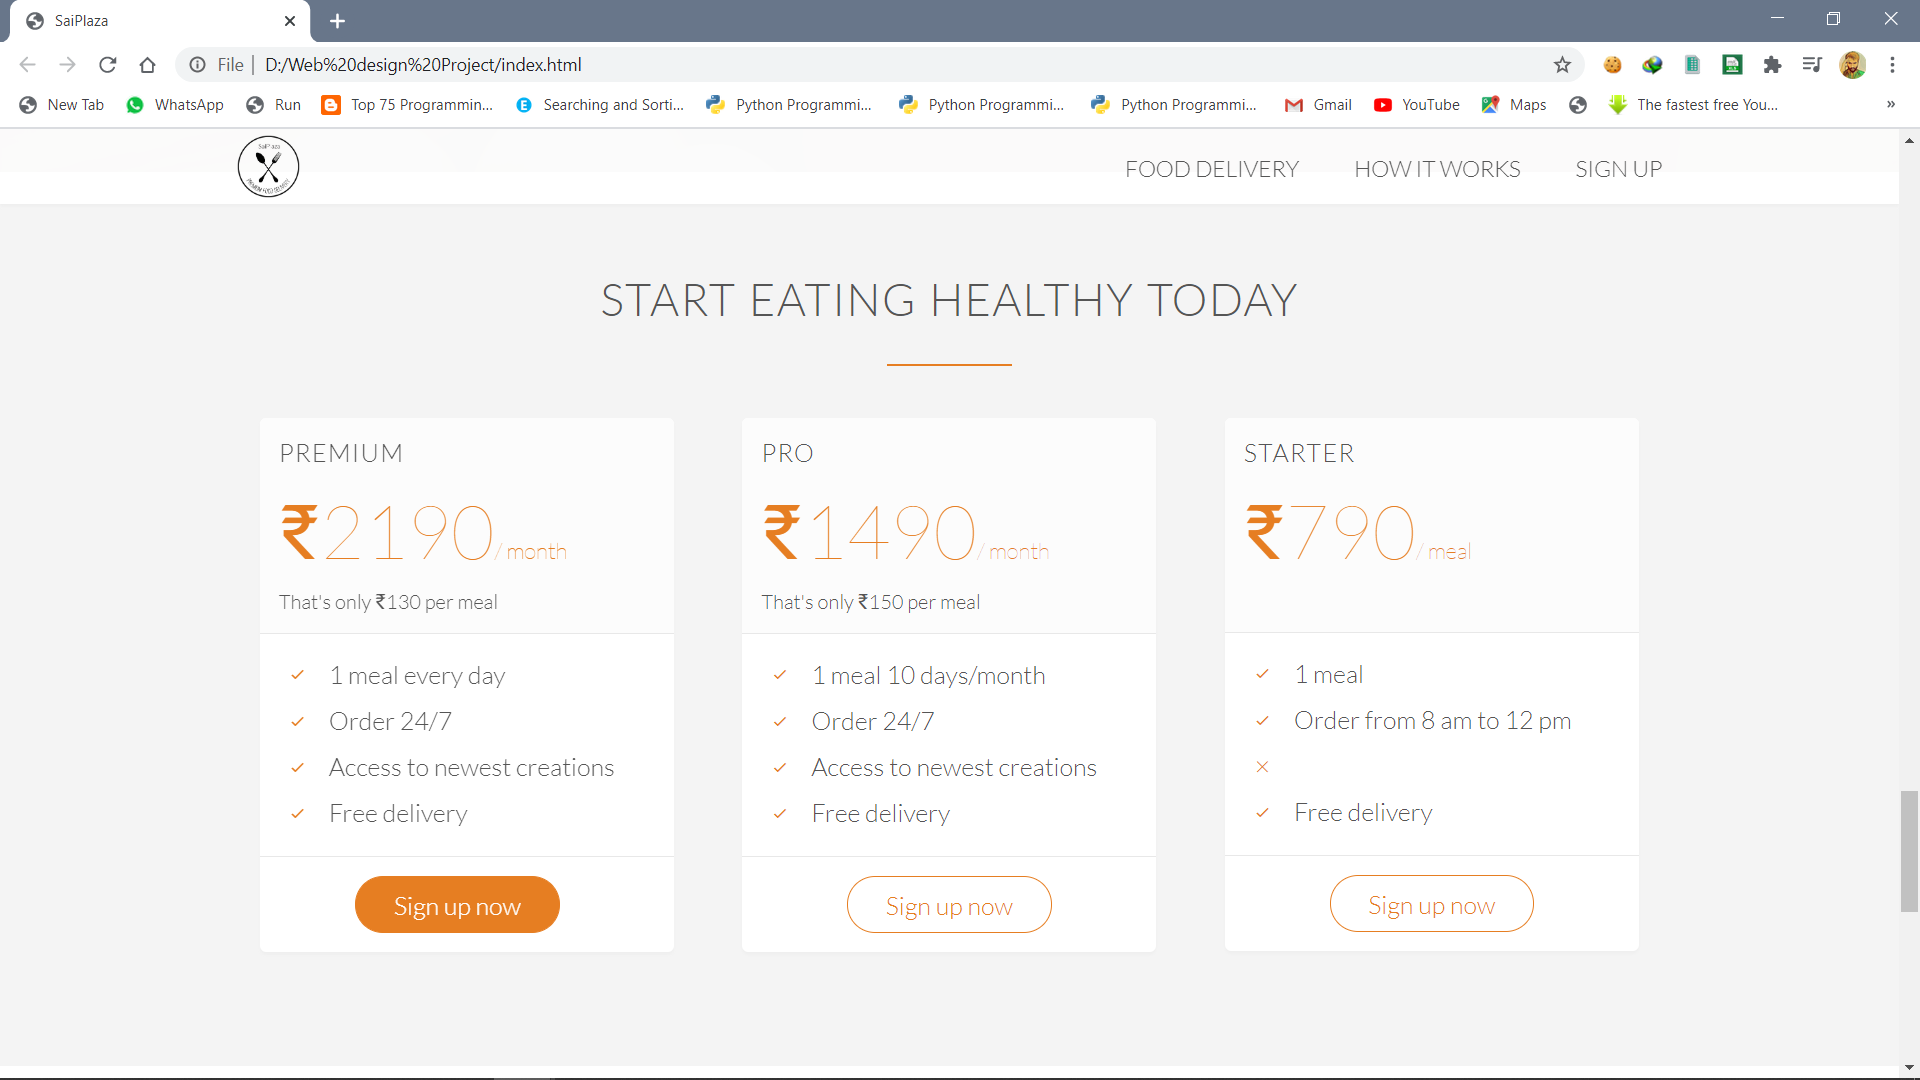 SaiPlaza
File
D:/Web%20design%20Project/index.html
New Tab
WhatsApp
Run
Top 75 Programmin...
Searching and Sorti...
Python Programmi...
Python Programmi...
Python Programmi...
Gmail
YouTube
Maps
The fastest free You...
»
FOOD DELIVERY
HOW IT WORKS
SIGN UP
START EATING HEALTHY TODAY
PREMIUM
₹2190/ month
That's only ₹130 per meal
1 meal every day
Order 24/7
Access to newest creations
Free delivery
Sign up now
PRO
₹1490/ month
That's only ₹150 per meal
1 meal 10 days/month
Order 24/7
Access to newest creations
Free delivery
Sign up now
STARTER
₹790/ meal
1 meal
Order from 8 am to 12 pm
Free delivery
Sign up now